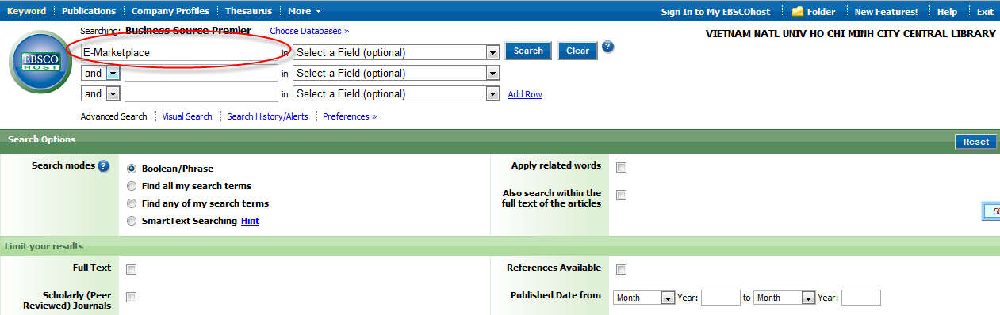 Keyword Publications Company Profiles Thesaurus More Sign In to My EBSCOhost Folder New Features! Help Exit
Searching: Business Source Premier Choose Databases »
VIETNAM NATL UNIV HO CHI MINH CITY CENTRAL LIBRARY
EBSCO
HOST
E-Marketplace in Select a Field (optional) Search Clear ?
and in Select a Field (optional)
and in Select a Field (optional) Add Row
Advanced Search Visual Search Search History/Alerts Preferences »
Search Options Reset
Search modes ? Boolean/Phrase Apply related words
Find all my search terms
Also search within the
full text of the articles
Find any of my search terms
SmartText Searching Hint
58
Limit your results
Full Text References Available
Scholarly (Peer
Reviewed) Journals
Published Date from Month Year: to Month Year: